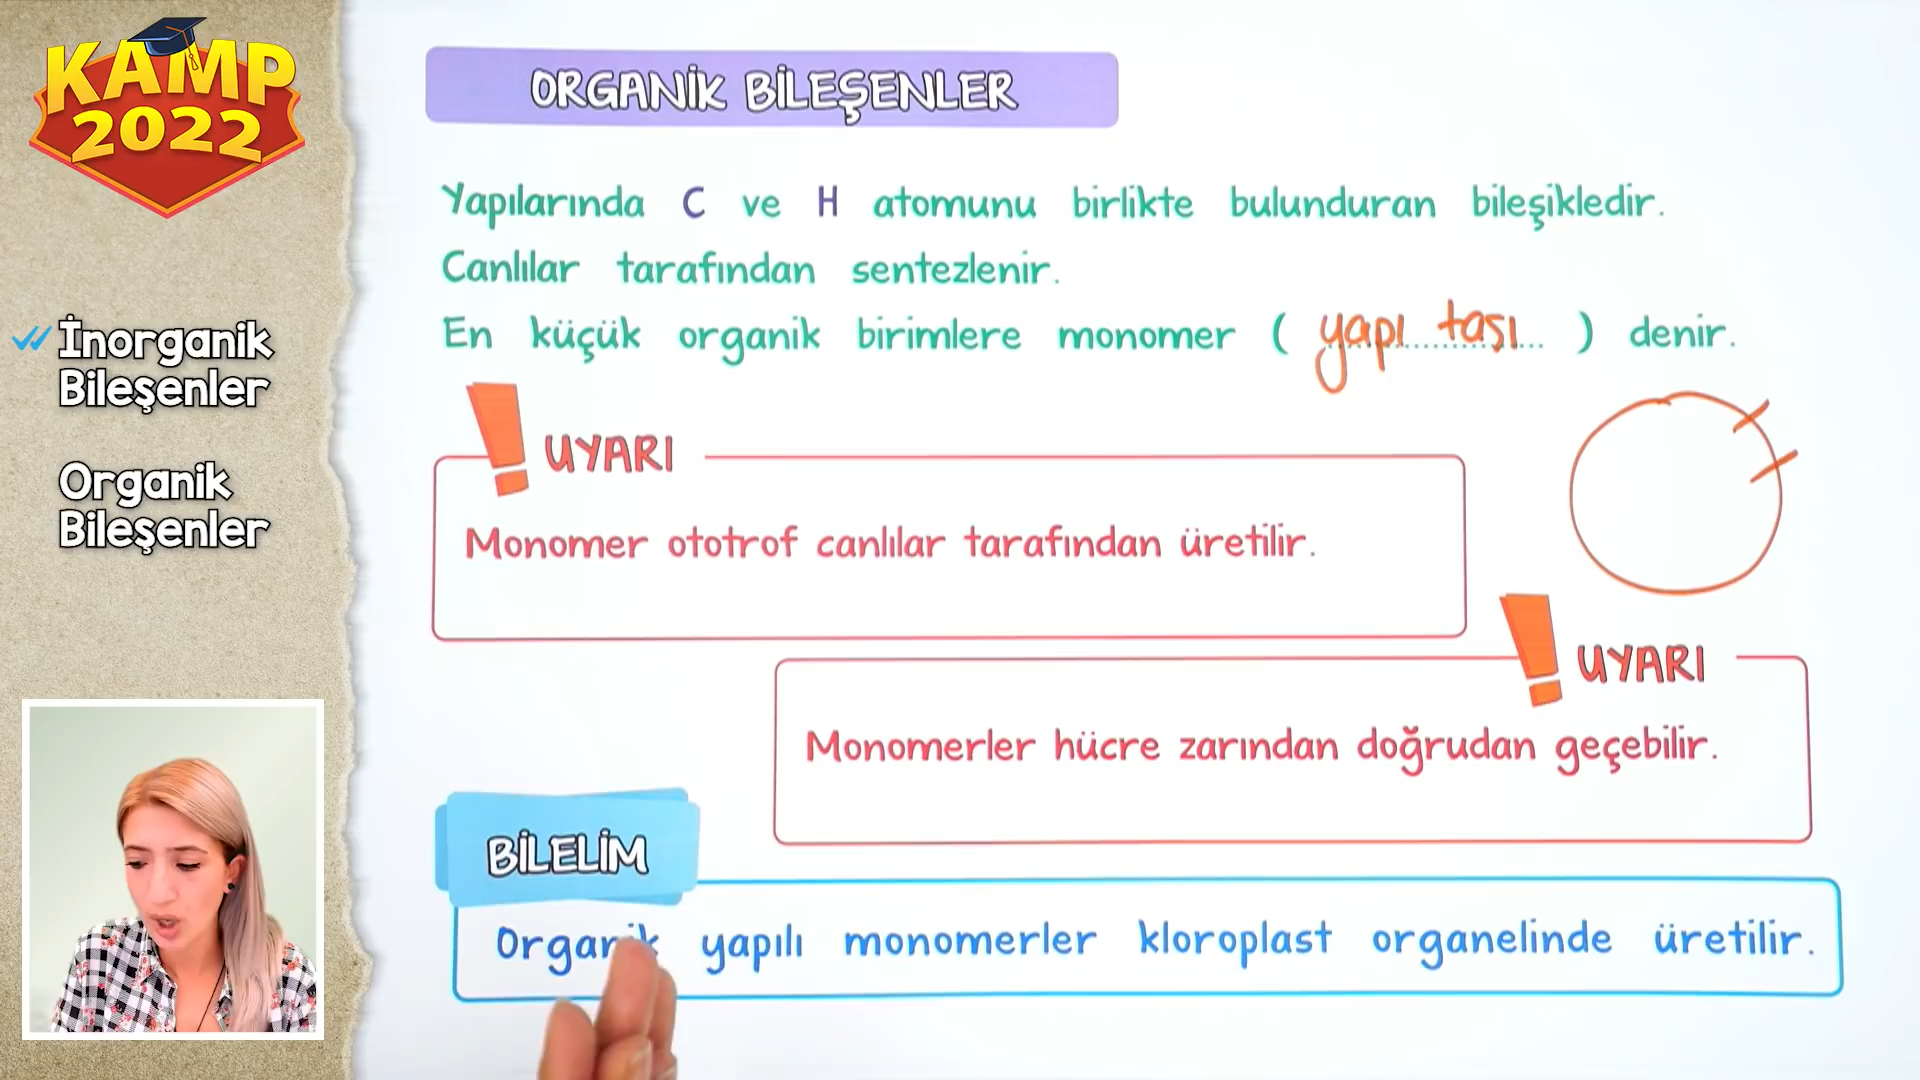 KAMP
2022
İnorganik
Bileşenler
Organik
Bileşenler
ORGANİK BİLEŞENLER
Yapılarında C ve H atomunu birlikte bulunduran bileşikledir.
Canlılar tarafından sentezlenir.
En küçük organik birimlere monomer ( yapı taşı ) denir.
UYARI
Monomer ototrof canlılar tarafından üretilir.
UYARI
Monomerler hücre zarından doğrudan geçebilir.
BİLELİM
Organik yapılı monomerler kloroplast organelinde üretilir.